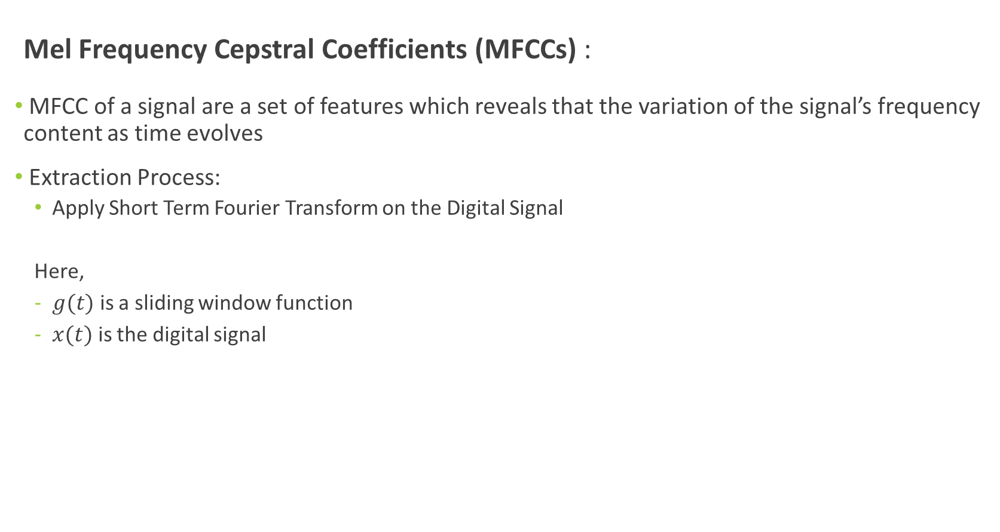 Mel Frequency Cepstral Coefficients (MFCCs) :
• MFCC of a signal are a set of features which reveals that the variation of the signal’s frequency
content as time evolves
• Extraction Process:
• Apply Short Term Fourier Transform on the Digital Signal
Here,
- g(t) is a sliding window function
- x(t) is the digital signal